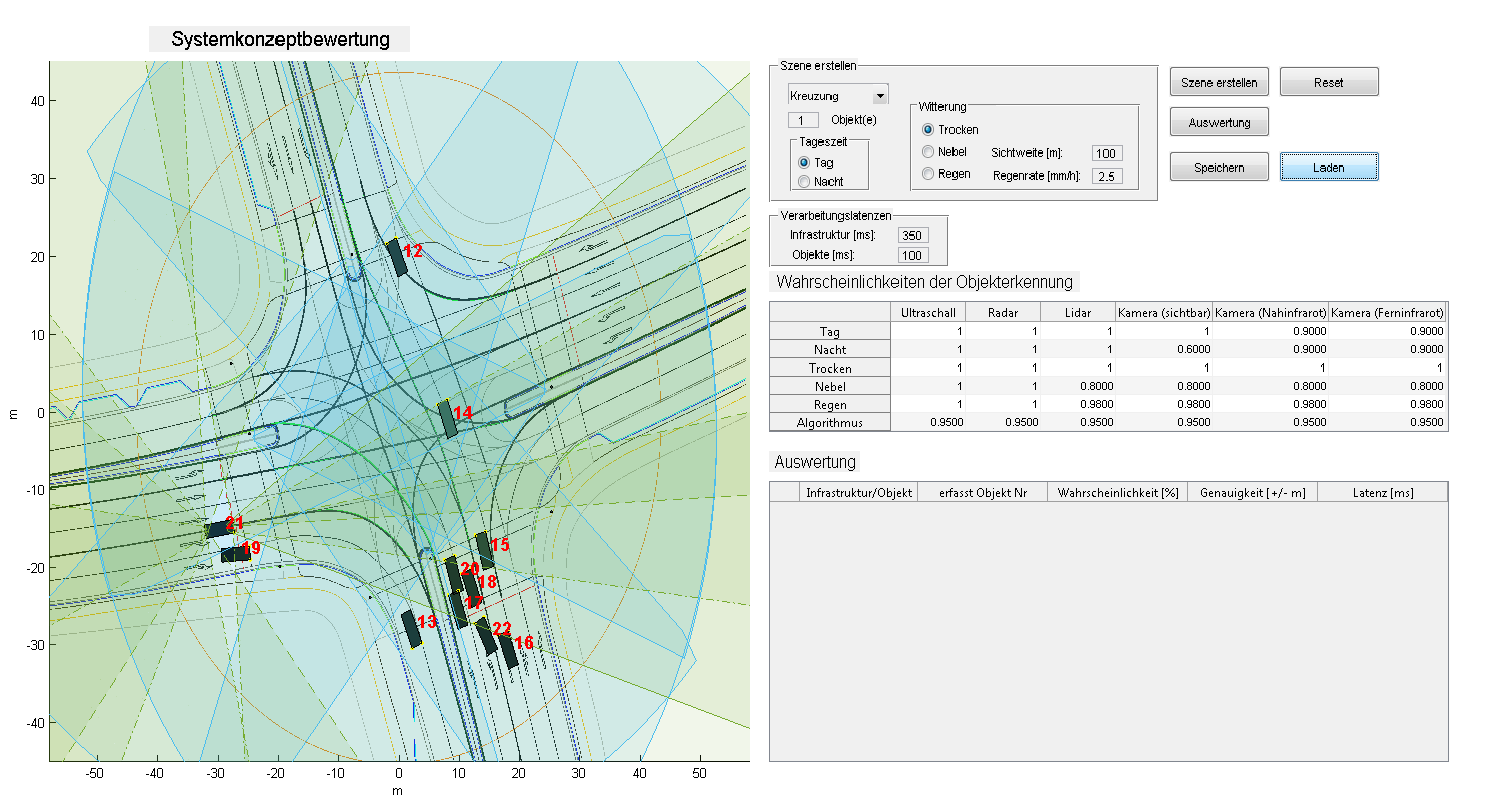 Systemkonzeptbewertung
40
30
20
10
0
-10
-20
-30
-40
m
-50
-40
-30
-20
-10
0
10
20
30
40
50
m
12
14
21
19
15
20
18
17
13
22
16
Szene erstellen
Kreuzung
1 Objekt(e)
Tageszeit
Tag
Nacht
Witterung
Trocken
Nebel Sichtweite [m]: 100
Regen Regenrate [mm/h]: 2.5
Szene erstellen Reset
Auswertung
Speichern Laden
Verarbeitungslatenzen
Infrastruktur [ms]: 350
Objekte [ms]: 100
Wahrscheinlichkeiten der Objekterkennung
Ultraschall Radar Lidar Kamera (sichtbar) Kamera (Nahinfrarot) Kamera (Ferninfrarot)
Tag 1 1 1 1 0.9000 0.9000
Nacht 1 1 1 0.6000 0.9000 0.9000
Trocken 1 1 1 1 1 1
Nebel 1 1 0.8000 0.8000 0.8000 0.8000
Regen 1 1 0.9800 0.9800 0.9800 0.9800
Algorithmus 0.9500 0.9500 0.9500 0.9500 0.9500 0.9500
Auswertung
Infrastruktur/Objekt erfasst Objekt Nr Wahrscheinlichkeit [%] Genauigkeit [+/- m] Latenz [ms]